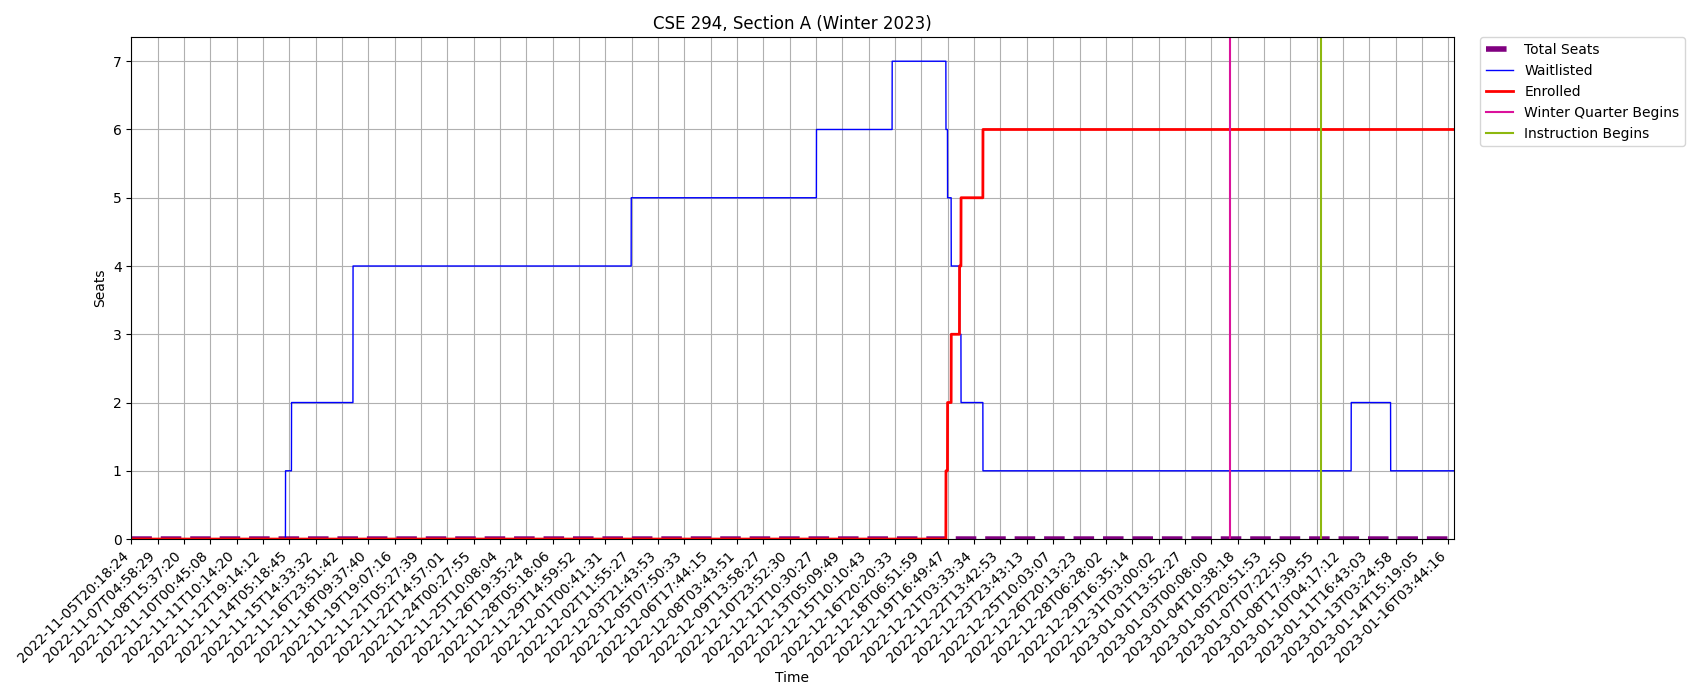 CSE 294, Section A (Winter 2023)
Total Seats
Waitlisted
Enrolled
Winter Quarter Begins
Instruction Begins
Seats
7
6
5
4
3
2
1
0
2022-11-05T20:18:24
2022-11-07T04:58:29
2022-11-08T15:37:20
2022-11-10T00:45:08
2022-11-11T10:14:20
2022-11-12T19:14:12
2022-11-14T05:18:45
2022-11-15T14:33:32
2022-11-16T23:51:42
2022-11-18T09:37:40
2022-11-19T19:07:16
2022-11-21T05:27:39
2022-11-22T14:57:01
2022-11-24T00:27:55
2022-11-25T10:08:04
2022-11-26T19:35:24
2022-11-28T05:18:06
2022-11-29T14:59:52
2022-12-01T00:41:31
2022-12-02T11:55:27
2022-12-03T21:43:53
2022-12-05T07:50:33
2022-12-06T17:44:15
2022-12-08T03:43:51
2022-12-09T13:58:27
2022-12-10T23:52:30
2022-12-12T10:30:27
2022-12-13T05:09:49
2022-12-15T10:10:43
2022-12-16T20:20:33
2022-12-18T06:51:59
2022-12-19T16:49:47
2022-12-21T03:33:34
2022-12-22T13:42:53
2022-12-23T23:43:13
2022-12-25T10:03:07
2022-12-26T20:13:23
2022-12-28T06:28:02
2022-12-29T16:35:14
2022-12-31T03:00:02
2023-01-01T13:52:27
2023-01-03T00:08:00
2023-01-04T10:38:18
2023-01-05T20:51:53
2023-01-07T07:22:50
2023-01-08T17:39:55
2023-01-10T04:17:12
2023-01-11T16:43:03
2023-01-13T03:24:58
2023-01-14T15:19:05
2023-01-16T03:44:16
Time